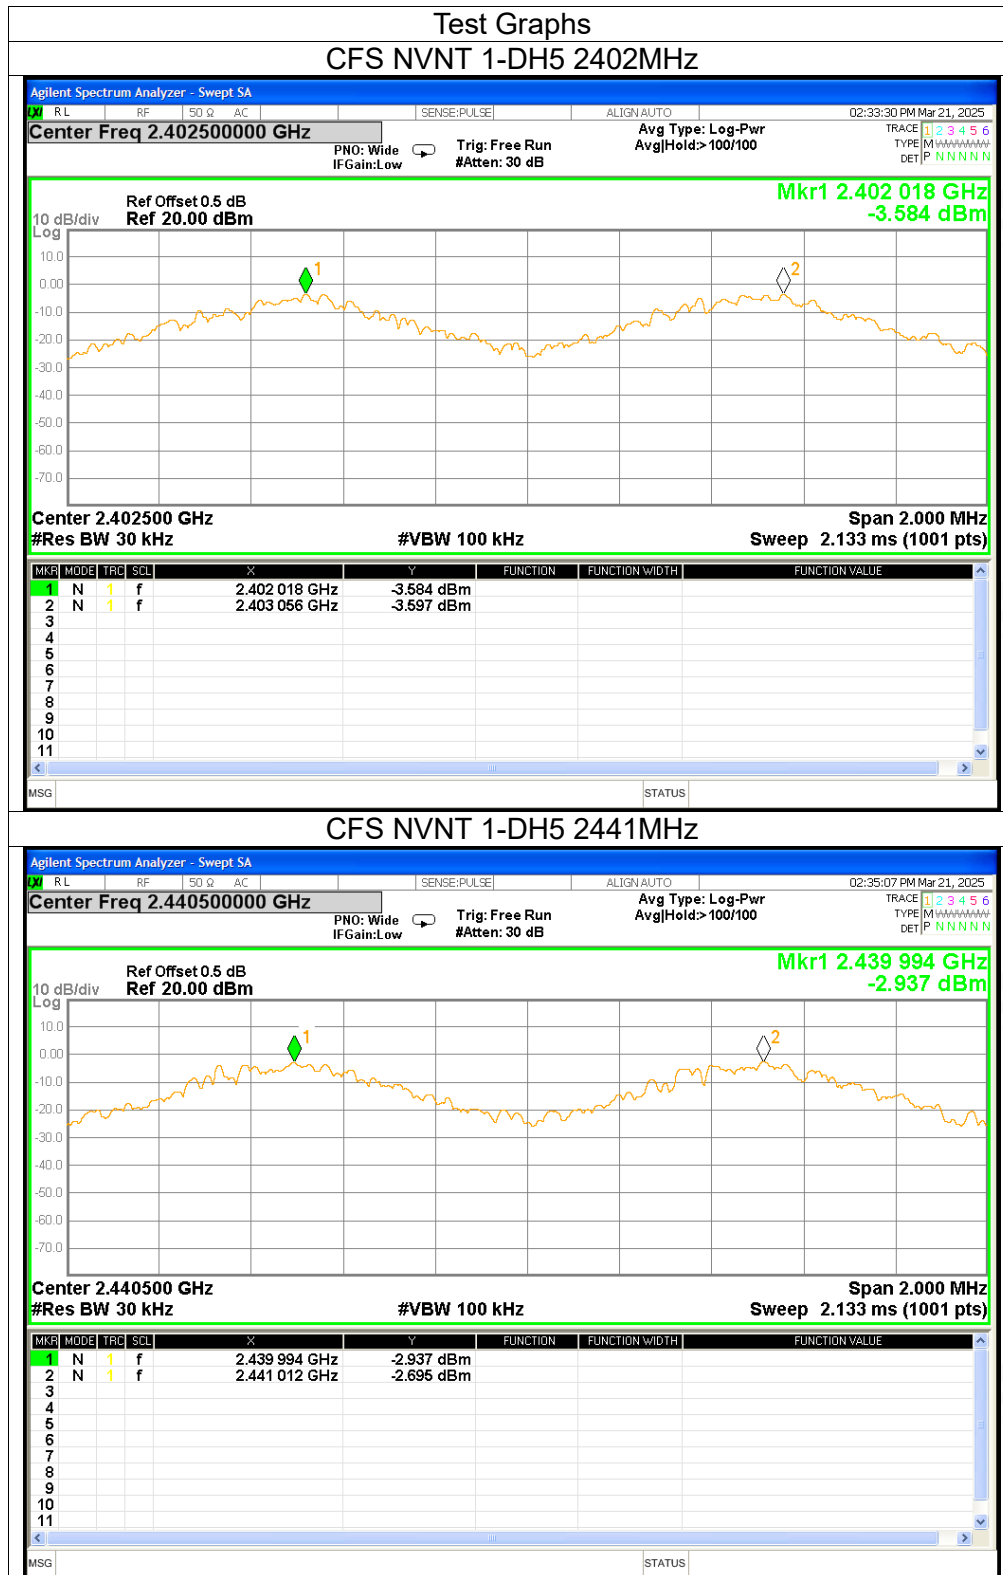 Test Graphs
CFS NVNT 1-DH5 2402MHz
Agilent Spectrum Analyzer - Swept SA
LXI RL RF 50 Ω AC SENSE:PULSE ALIGN AUTO 02:33:30 PM Mar 21, 2025
Center Freq 2.402500000 GHz Avg Type: Log-Pwr TRACE 1 2 3 4 5 6
PNO: Wide Trig: Free Run Avg|Hold:>100/100 TYPE M WWWWW
IFGain:Low #Atten: 30 dB DET P N N N N N
Mkr1 2.402 018 GHz
Ref Offset 0.5 dB
10 dB/div Ref 20.00 dBm -3.584 dBm
Log
10.0
1 2
0.00
-10.0
-20.0
-30.0
-40.0
-50.0
-60.0
-70.0
Center 2.402500 GHz Span 2.000 MHz
#Res BW 30 kHz #VBW 100 kHz Sweep 2.133 ms (1001 pts)
MKR MODE TRC SCL X Y FUNCTION FUNCTION WIDTH FUNCTION VALUE
1 N 1 f 2.402 018 GHz -3.584 dBm
2 N 1 f 2.403 056 GHz -3.597 dBm
3
4
5
6
7
8
9
10
11
MSG STATUS
CFS NVNT 1-DH5 2441MHz
Agilent Spectrum Analyzer - Swept SA
LXI RL RF 50 Ω AC SENSE:PULSE ALIGN AUTO 02:35:07 PM Mar 21, 2025
Center Freq 2.440500000 GHz Avg Type: Log-Pwr TRACE 1 2 3 4 5 6
PNO: Wide Trig: Free Run Avg|Hold:>100/100 TYPE M WWWWW
IFGain:Low #Atten: 30 dB DET P N N N N N
Mkr1 2.439 994 GHz
Ref Offset 0.5 dB
10 dB/div Ref 20.00 dBm -2.937 dBm
Log
10.0
1 2
0.00
-10.0
-20.0
-30.0
-40.0
-50.0
-60.0
-70.0
Center 2.440500 GHz Span 2.000 MHz
#Res BW 30 kHz #VBW 100 kHz Sweep 2.133 ms (1001 pts)
MKR MODE TRC SCL X Y FUNCTION FUNCTION WIDTH FUNCTION VALUE
1 N 1 f 2.439 994 GHz -2.937 dBm
2 N 1 f 2.441 012 GHz -2.695 dBm
3
4
5
6
7
8
9
10
11
MSG STATUS